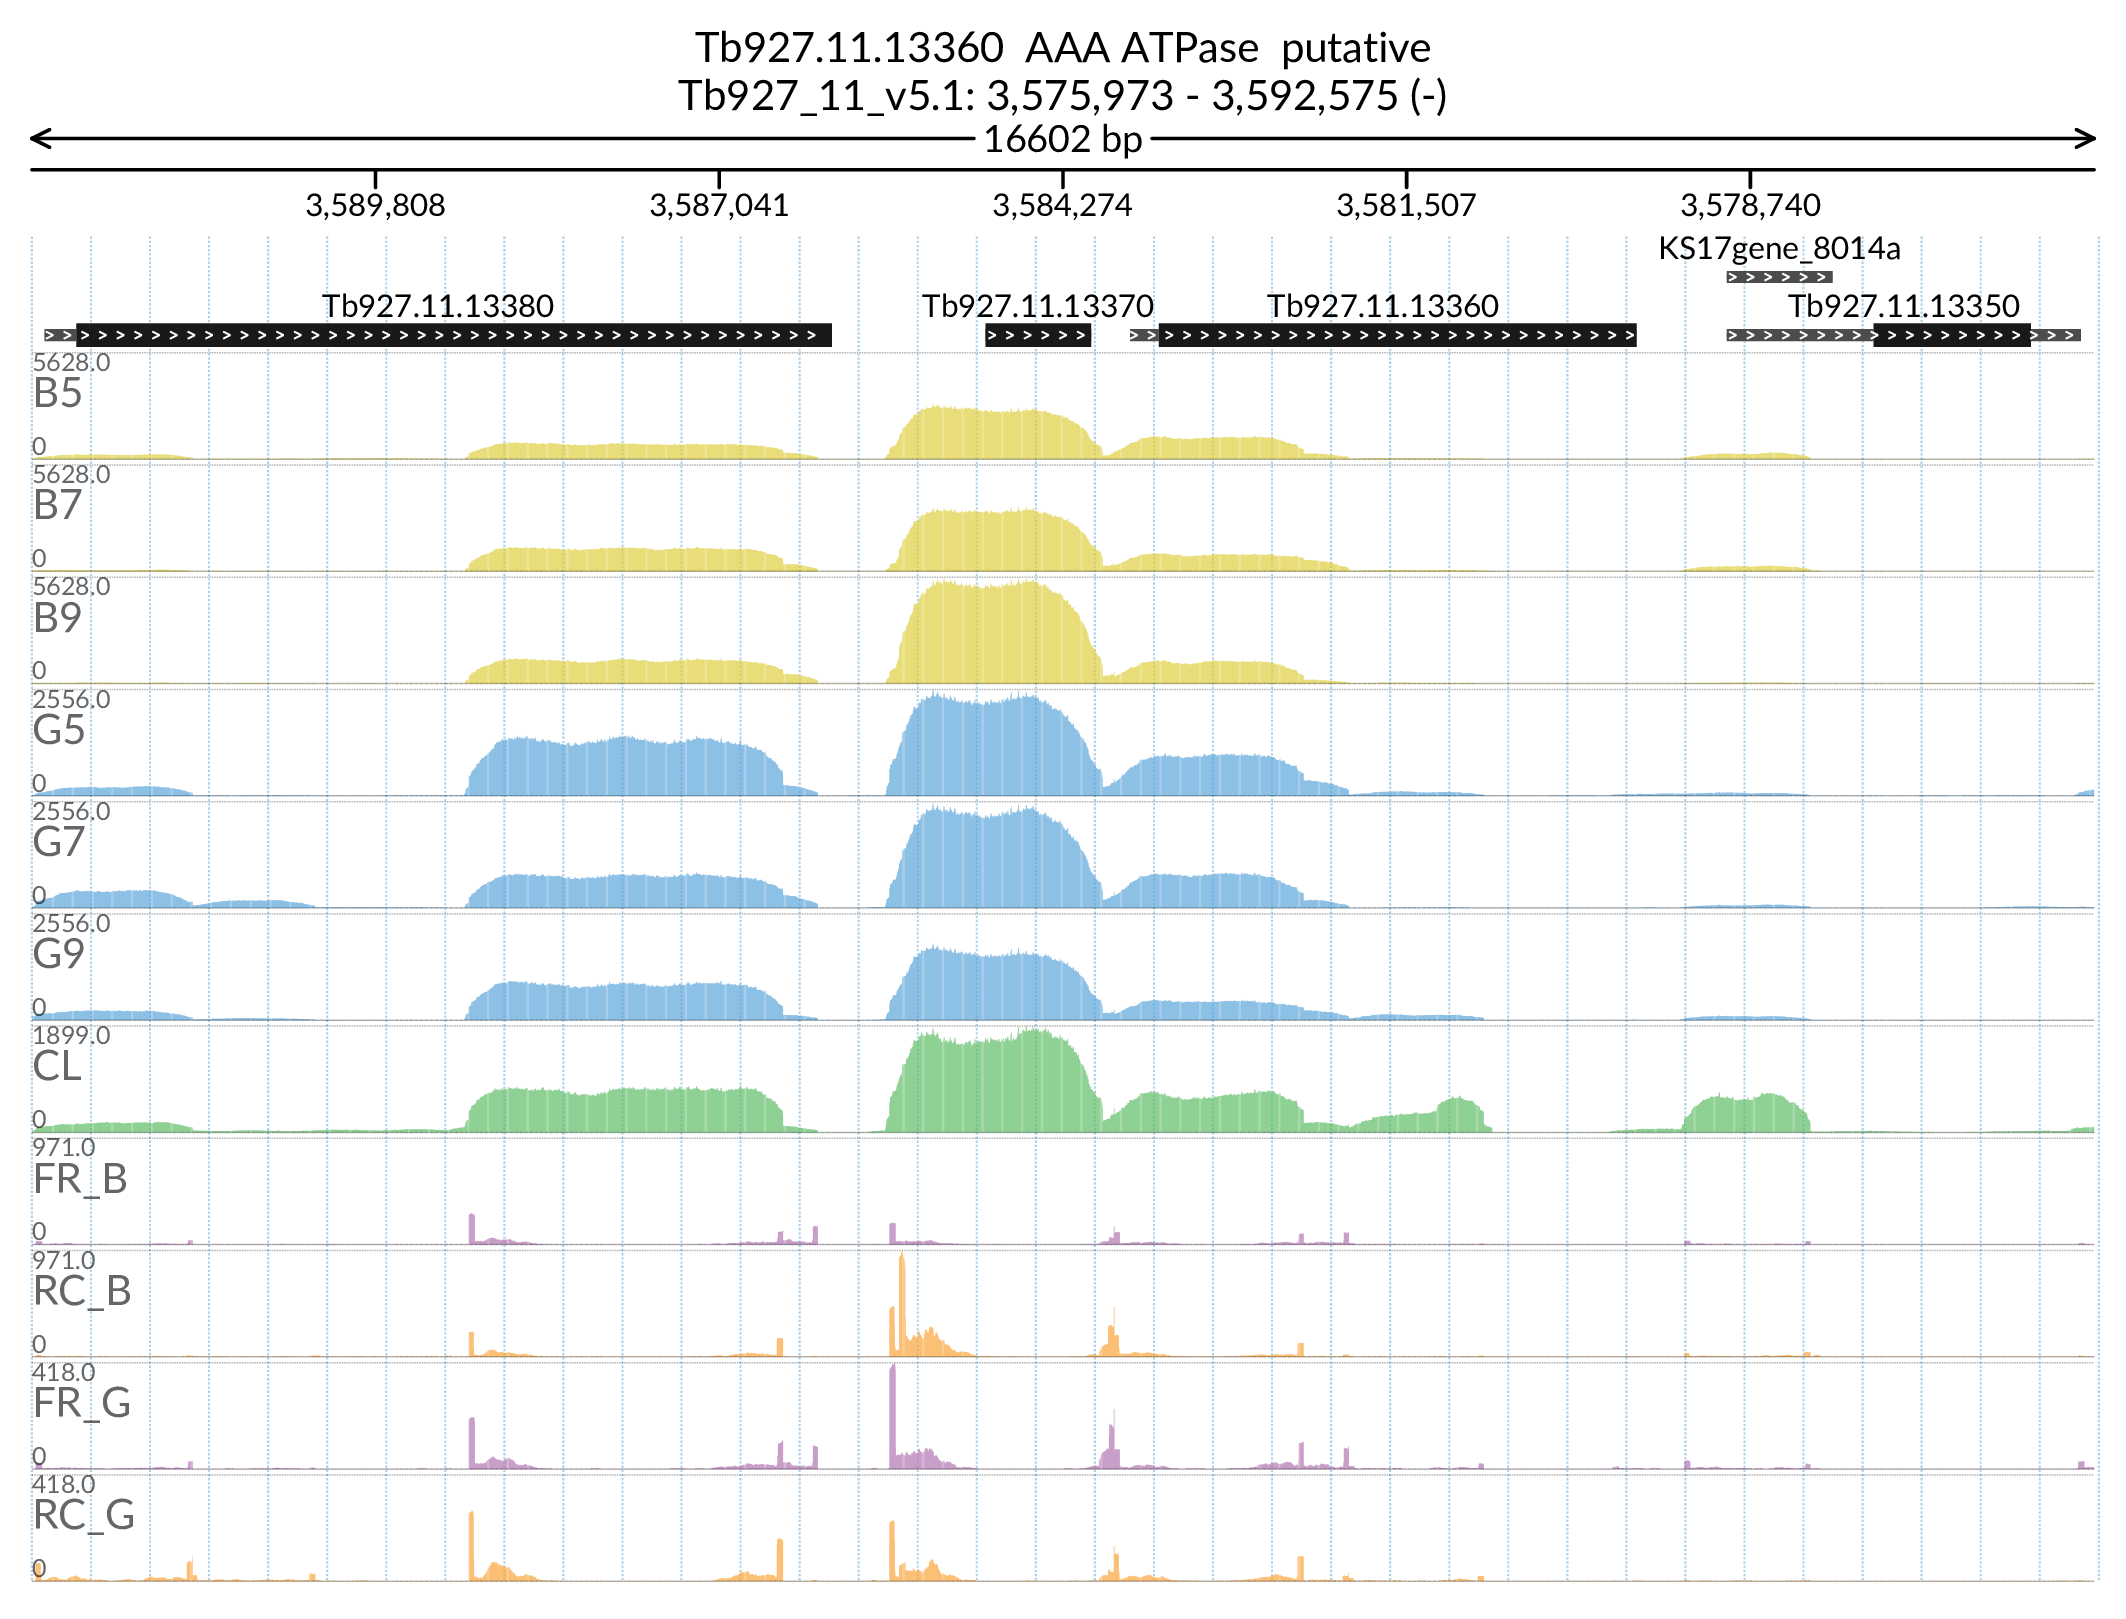 Tb927.11.13360 AAA ATPase putative
Tb927_11_v5.1: 3,575,973 - 3,592,575 (-)
16602 bp
3,589,808 3,587,041 3,584,274 3,581,507 3,578,740
KS17gene_8014a
Tb927.11.13380 Tb927.11.13370 Tb927.11.13360 Tb927.11.13350
5628.0
B5
0
5628.0
B7
0
5628.0
B9
0
2556.0
G5
0
2556.0
G7
0
2556.0
G9
0
1899.0
CL
0
971.0
FR_B
0
971.0
RC_B
0
418.0
FR_G
0
418.0
RC_G
0